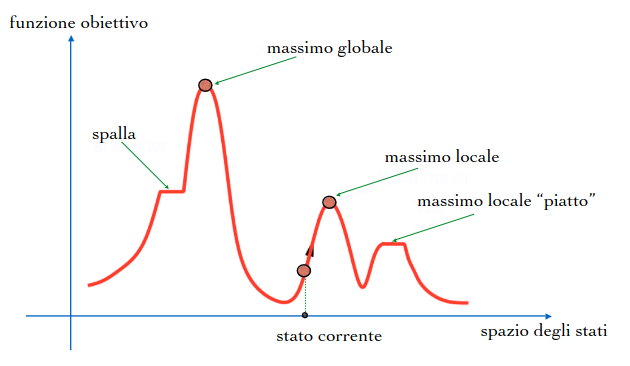 funzione obiettivo
massimo globale
spalla
massimo locale
massimo locale “piatto”
stato corrente
spazio degli stati